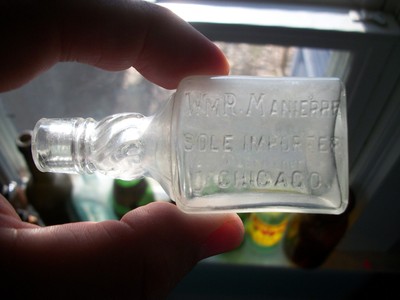 WM R. MANIERRE
SOLE IMPORTER
CHICAGO.